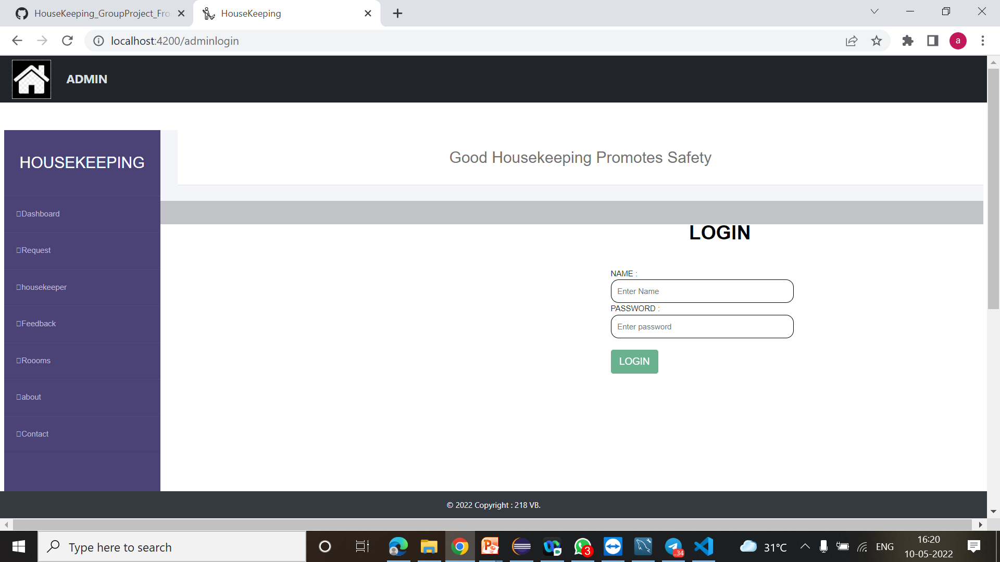 HouseKeeping_GroupProject_Fro
HouseKeeping
localhost:4200/adminlogin
a
ADMIN
HOUSEKEEPING
Good Housekeeping Promotes Safety
Dashboard
LOGIN
Request
NAME :
housekeeper
Enter Name
PASSWORD :
Feedback
Enter password
Roooms
LOGIN
about
Contact
© 2022 Copyright : 218 VB.
Type here to search
3
34
31°C
ENG
16:20
10-05-2022